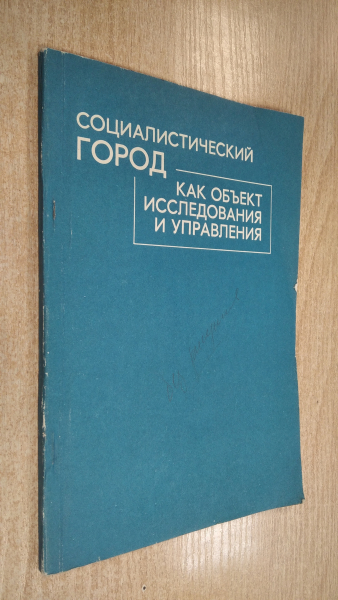 СОЦИАЛИСТИЧЕСКИЙ
ГОРОД
КАК ОБЪЕКТ
ИССЛЕДОВАНИЯ
И УПРАВЛЕНИЯ